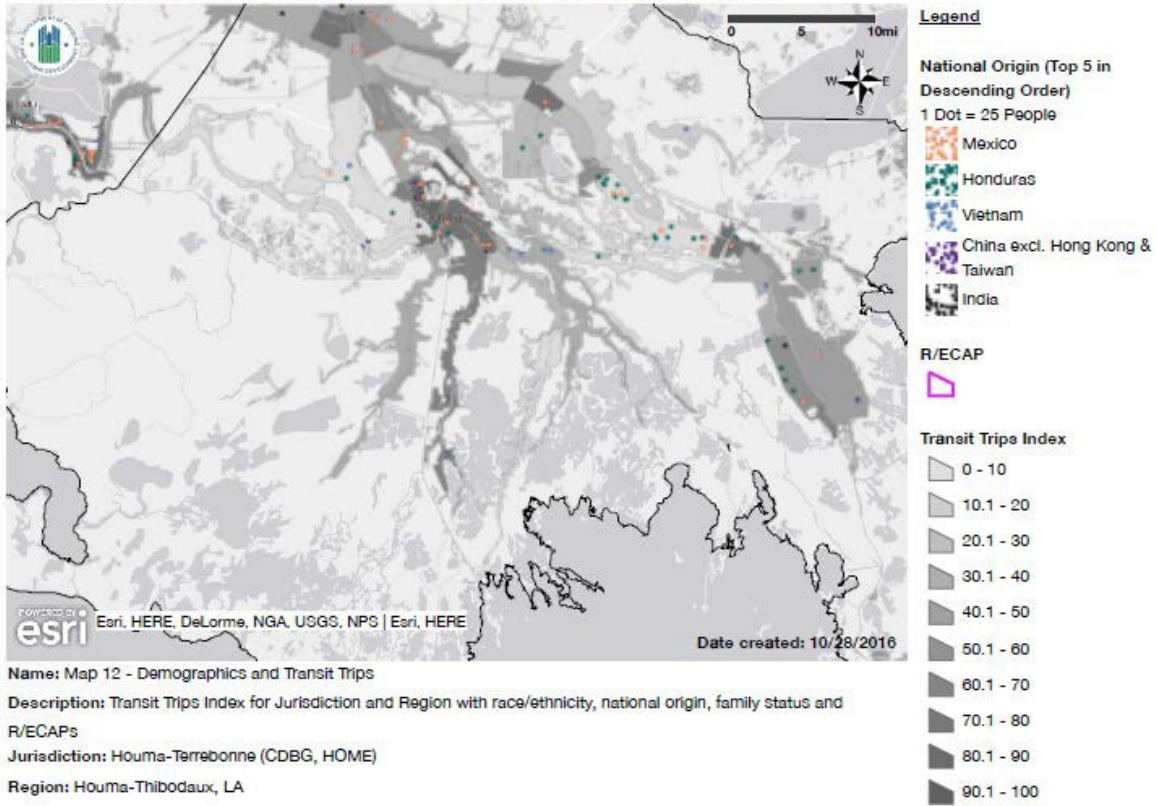 0 5 10mi
N
W E
S
POWERED BY
esri
Esri, HERE, DeLorme, NGA, USGS, NPS | Esri, HERE
Date created: 10/28/2016
Name: Map 12 - Demographics and Transit Trips
Description: Transit Trips Index for Jurisdiction and Region with race/ethnicity, national origin, family status and
R/ECAPs
Jurisdiction: Houma-Terrebonne (CDBG, HOME)
Region: Houma-Thibodaux, LA
Legend
National Origin (Top 5 in
Descending Order)
1 Dot = 25 People
Mexico
Honduras
Vietnam
China excl. Hong Kong &
Taiwan
India
R/ECAP
Transit Trips Index
0 - 10
10.1 - 20
20.1 - 30
30.1 - 40
40.1 - 50
50.1 - 60
60.1 - 70
70.1 - 80
80.1 - 90
90.1 - 100